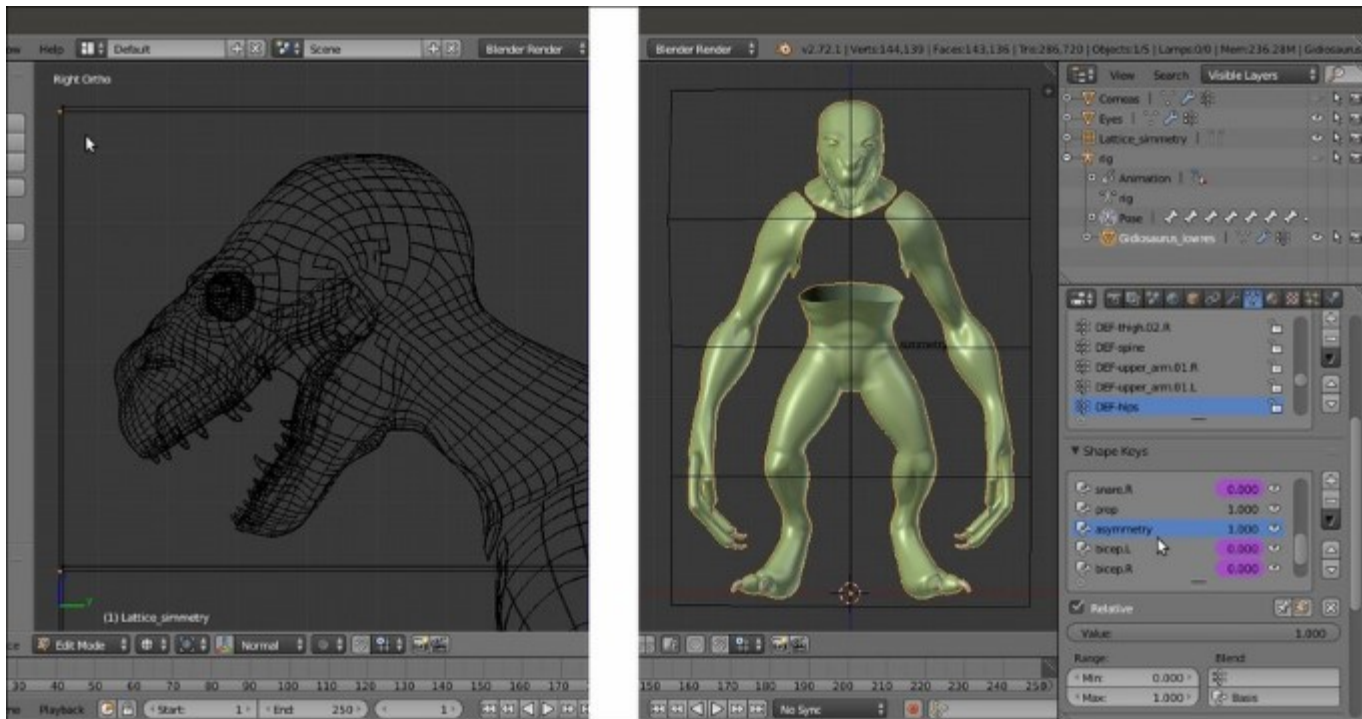 Help Default Scene Blender Render
Right Ortho
(1) Lattice_simmetry
Edit Mode Normal
30 40 50 60 70 80 90 100 110 120 130 140 150 160 170
Playback Start: 1 End: 250 1
Blender Render v2.72.1 | Verts:144,139 | Faces:143,136 | Tris:286,720 | Objects:1/5 | Lamps:0/0 | Mem:236.28M | Gidiosaurus
View Search Visible Layers
Corneas
Eyes
Lattice_simmetry
rig
Animation
rig
Pose
Gidiosaurus_lowres
DEF-thigh.02.R
DEF-spine
DEF-upper_arm.01.R
DEF-upper_arm.01.L
DEF-hips
Shape Keys
snare.R 0.000
prop 1.000
asymmetry 1.000
bicep.L 0.000
bicep.R 0.000
Relative
Value: 1.000
Range: Blend:
Min: 0.000
Max: 1.000 Basis
150 160 170 180 190 200 210 220 230 240 250
No Sync